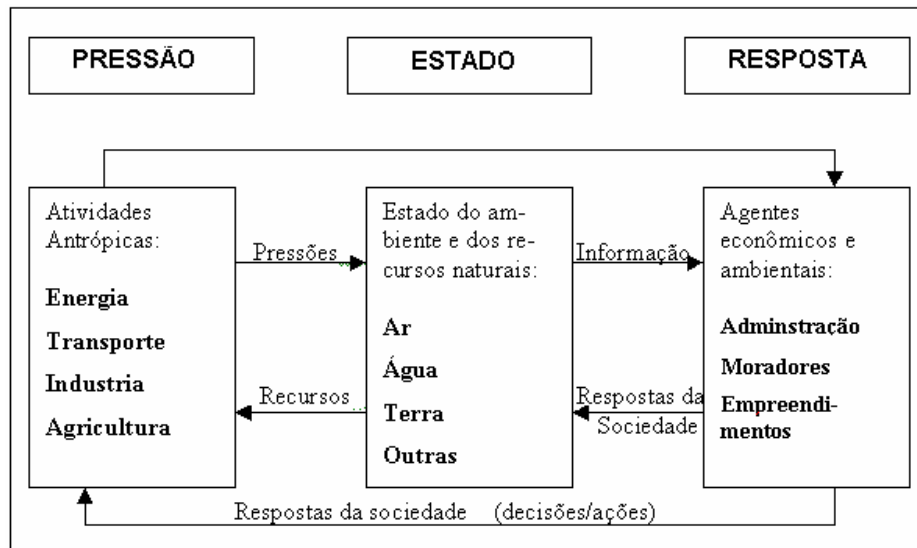 PRESSÃO
ESTADO
RESPOSTA
Atividades
Antrópicas:
Energia
Transporte
Industria
Agricultura
Pressões
Recursos
Estado do am-
biente e dos re-
cursos naturais:
Ar
Água
Terra
Outras
Informação
Respostas da
Sociedade
Agentes
econômicos e
ambientais:
Adminstração
Moradores
Empreendi-
mentos
Respostas da sociedade (decisões/ações)